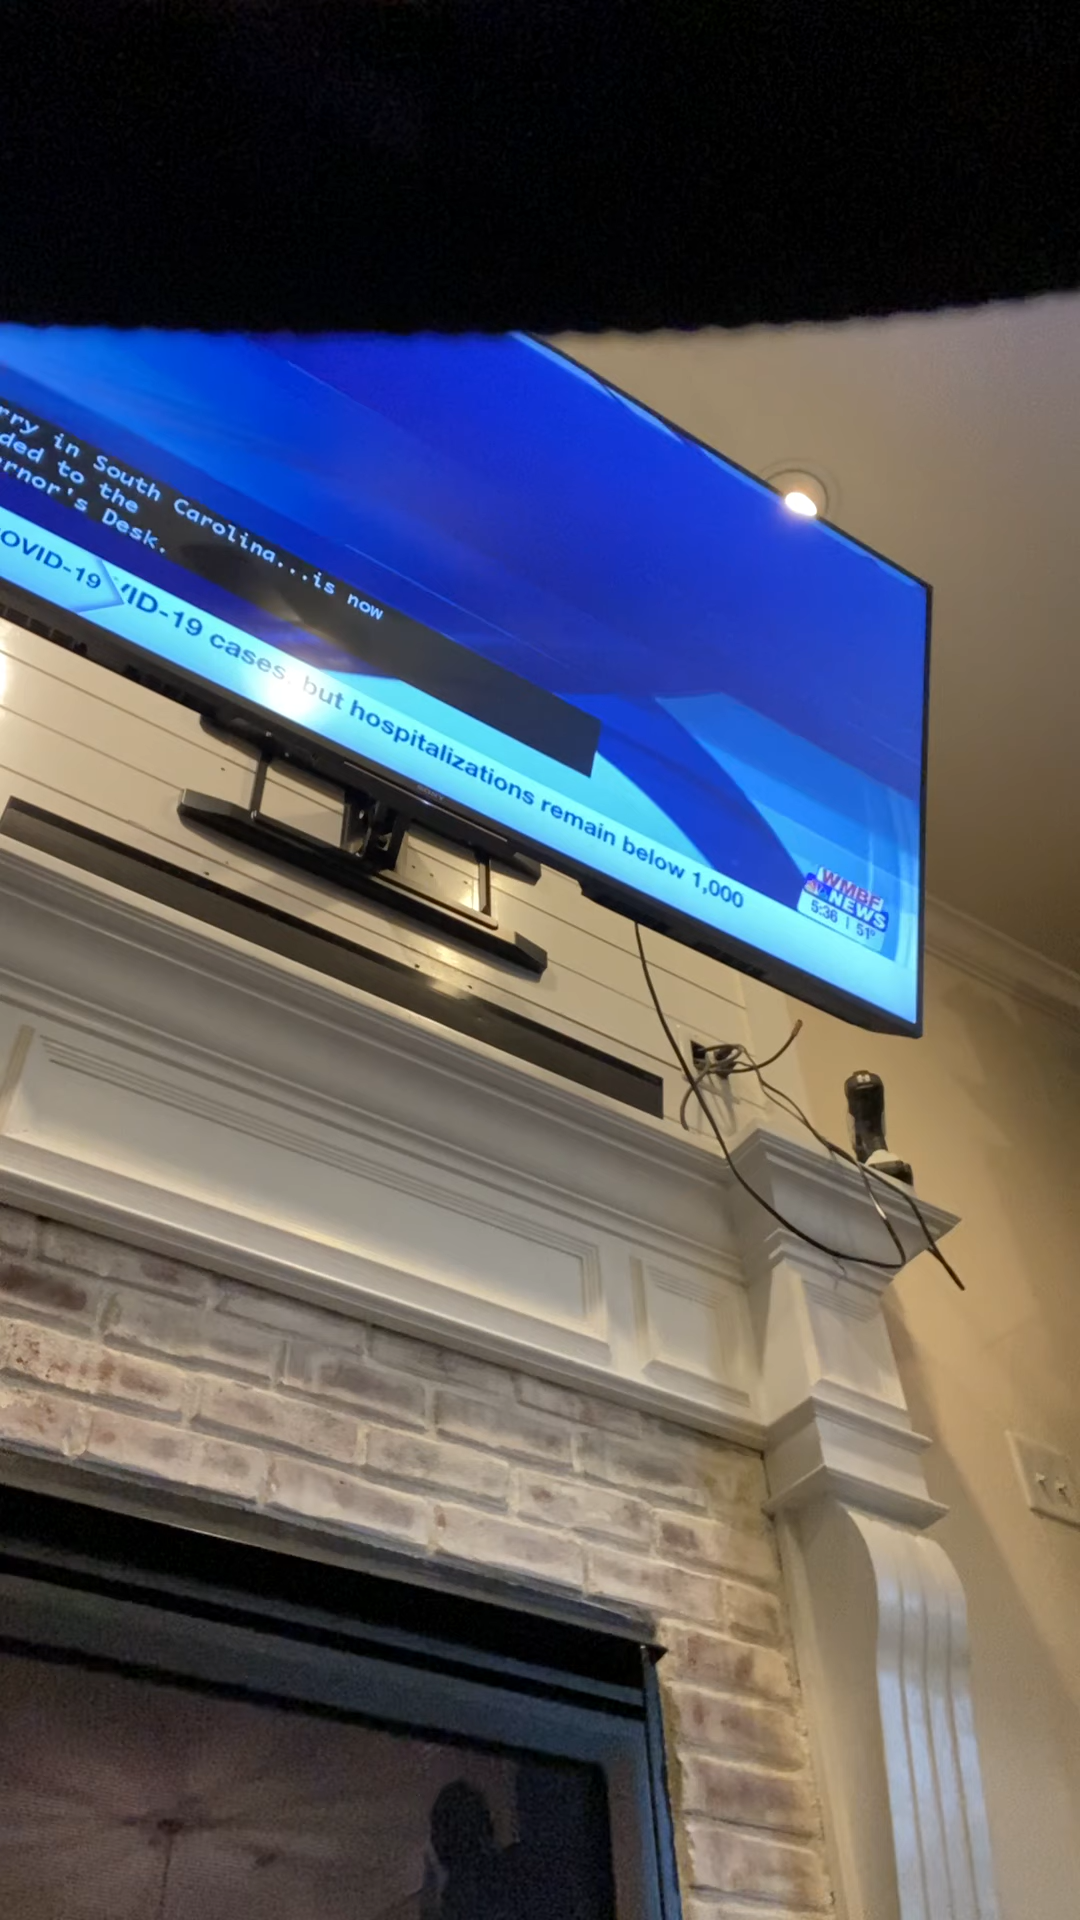 rry in South Carolina...is now
ded to the
ernor's Desk.
OVID-19
VID-19 cases, but hospitalizations remain below 1,000
WMBF
NEWS
5:36 | 51°
SONY